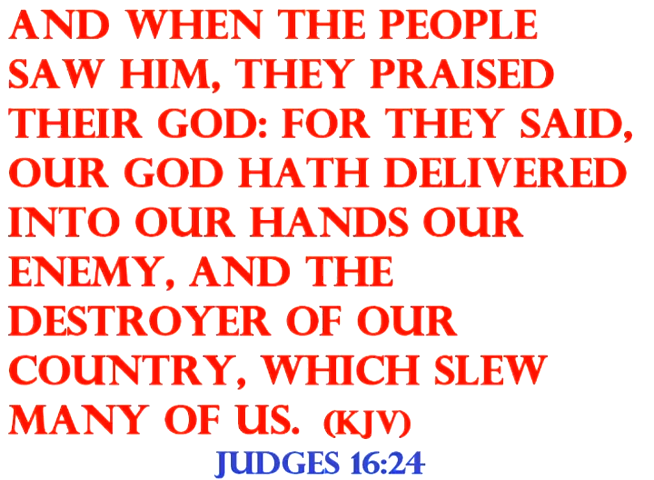 AND WHEN THE PEOPLE
SAW HIM, THEY PRAISED
THEIR GOD: FOR THEY SAID,
OUR GOD HATH DELIVERED
INTO OUR HANDS OUR
ENEMY, AND THE
DESTROYER OF OUR
COUNTRY, WHICH SLEW
MANY OF US. (KJV)
JUDGES 16:24